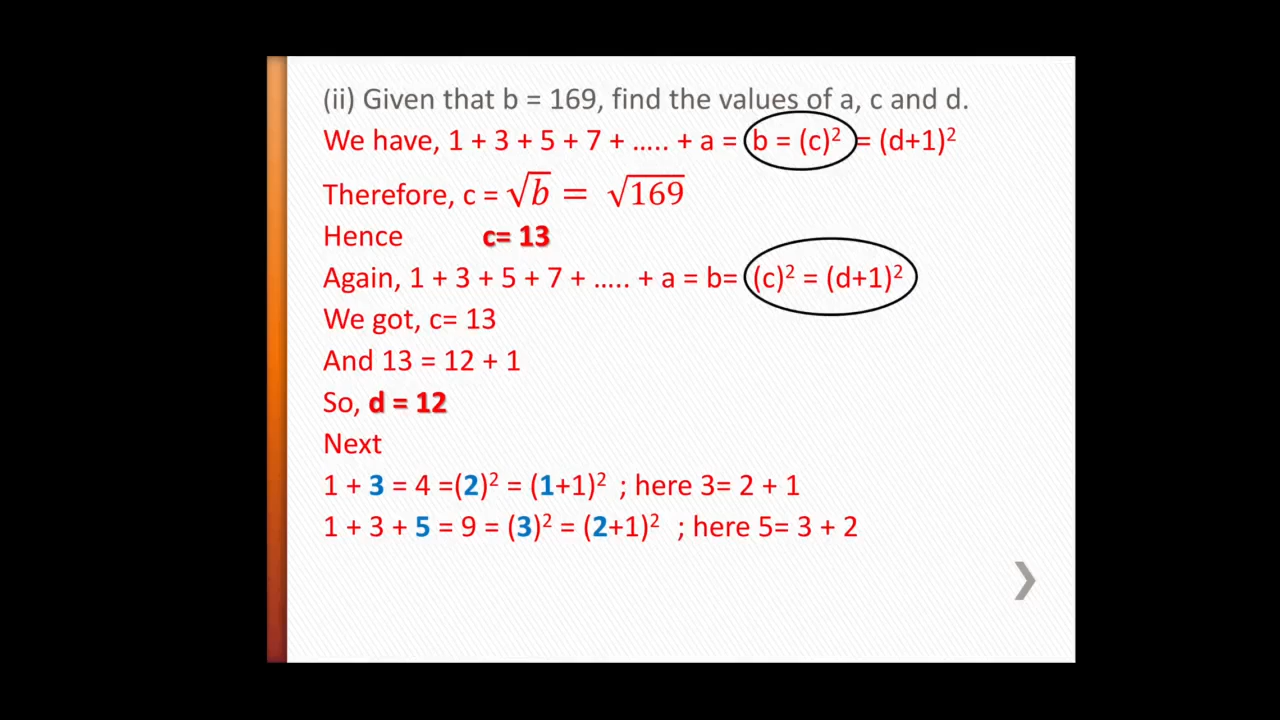 (ii) Given that b = 169, find the values of a, c and d.
We have, 1 + 3 + 5 + 7 + ..... + a = b = (c)² = (d+1)²
Therefore, c = √b = √169
Hence c= 13
Again, 1 + 3 + 5 + 7 + ..... + a = b= (c)² = (d+1)²
We got, c= 13
And 13 = 12 + 1
So, d = 12
Next
1 + 3 = 4 =(2)² = (1+1)² ; here 3= 2 + 1
1 + 3 + 5 = 9 = (3)² = (2+1)² ; here 5= 3 + 2